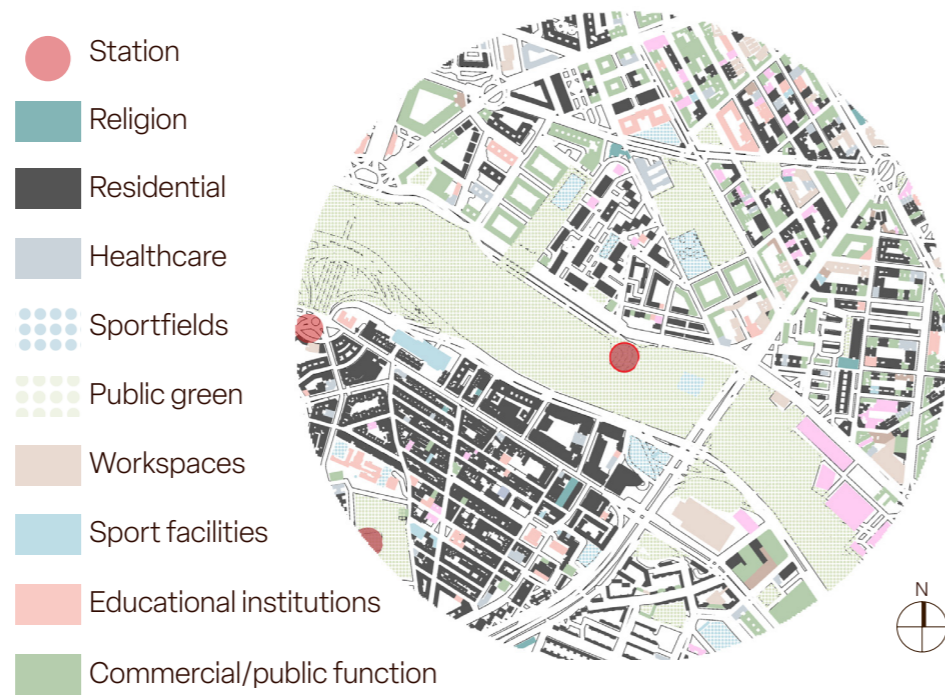 Station
Religion
Residential
Healthcare
Sportfields
Public green
Workspaces
Sport facilities
Educational institutions
Commercial/public function
N